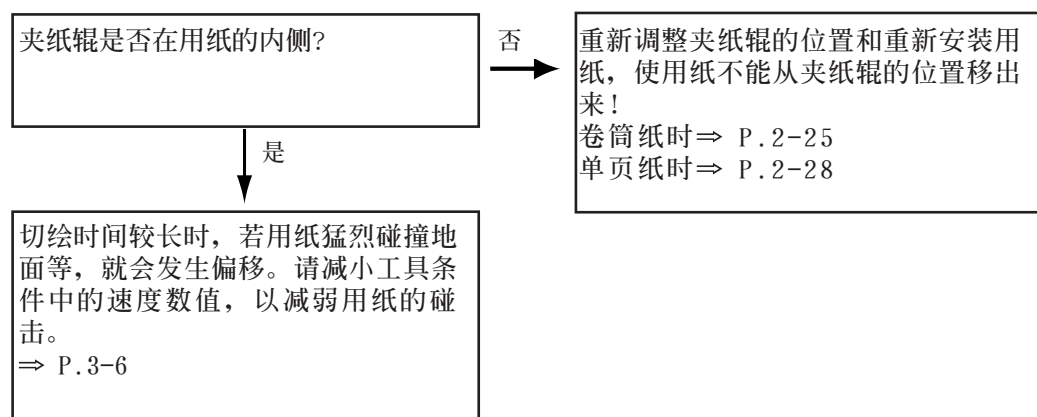 夹纸辊是否在用纸的内侧?
否
重新调整夹纸辊的位置和重新安装用
纸，使用纸不能从夹纸辊的位置移出
来!
卷筒纸时⇒ P.2-25
单页纸时⇒ P.2-28
是
切绘时间较长时，若用纸猛烈碰撞地
面等，就会发生偏移。请减小工具条
件中的速度数值，以减弱用纸的碰
击。
⇒ P.3-6